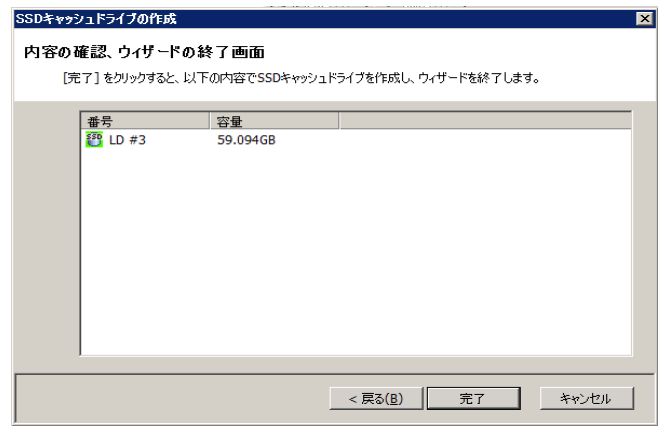 SSDキャッシュドライブの作成
内容の確認、ウィザードの終了画面
[完了] をクリックすると、以下の内容でSSDキャッシュドライブを作成し、ウィザードを終了します。
番号 容量
SSD LD #3 59.094GB
< 戻る(B) 完了 キャンセル